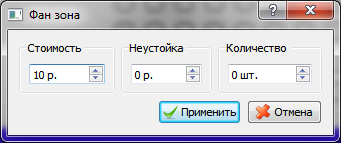 Фан зона
Стоимость Неустойка Количество
10 р. 0 р. 0 шт.
Применить Отмена